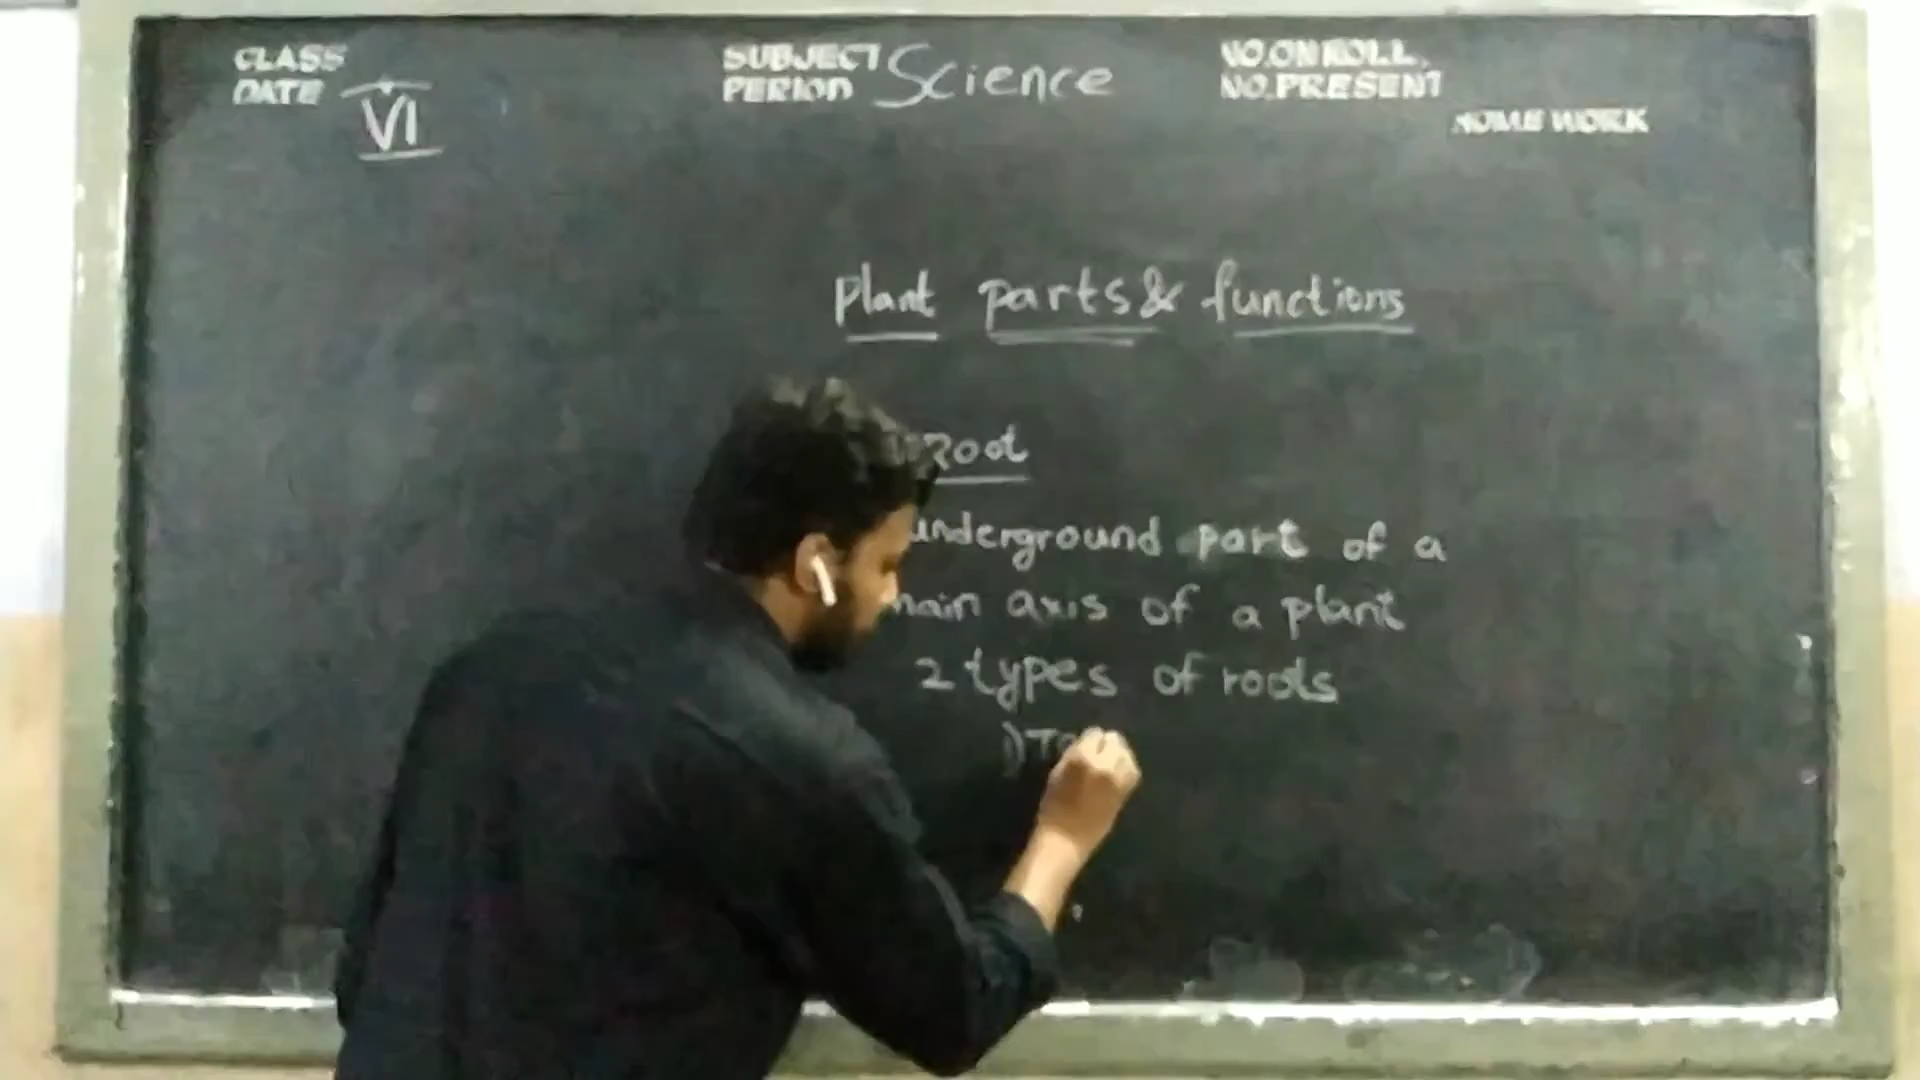 CLASS
DATE VI
SUBJECT Science
PERIOD
NO.ON ROLL.
NO.PRESENT
HOME WORK
Plant parts & functions
Root
underground part of a
main axis of a plant
2 types of roots
1)